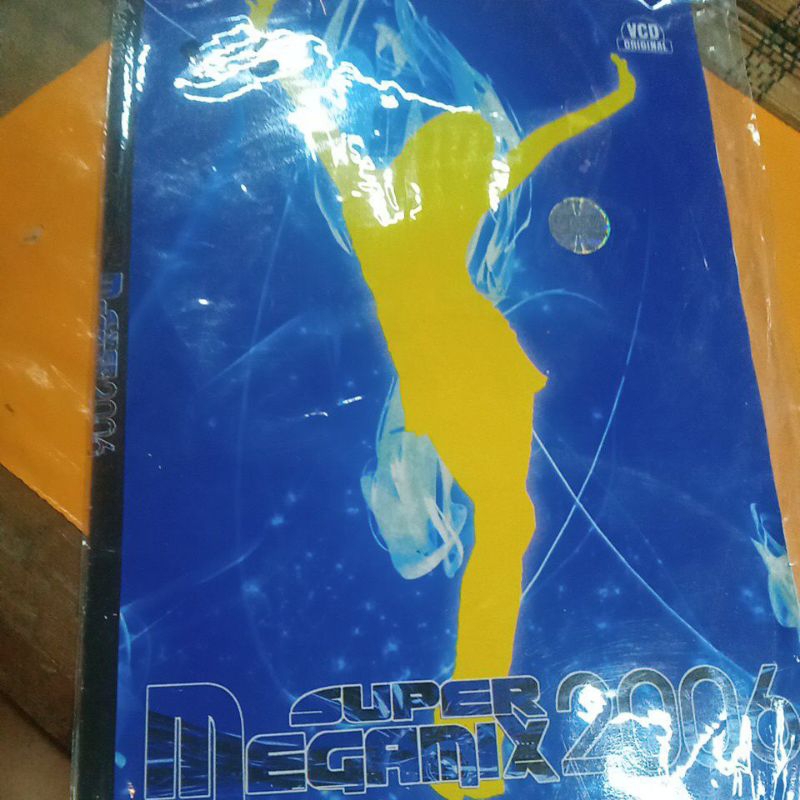 VCD
ORIGINAL
SUPER
MEGAMIX 2006